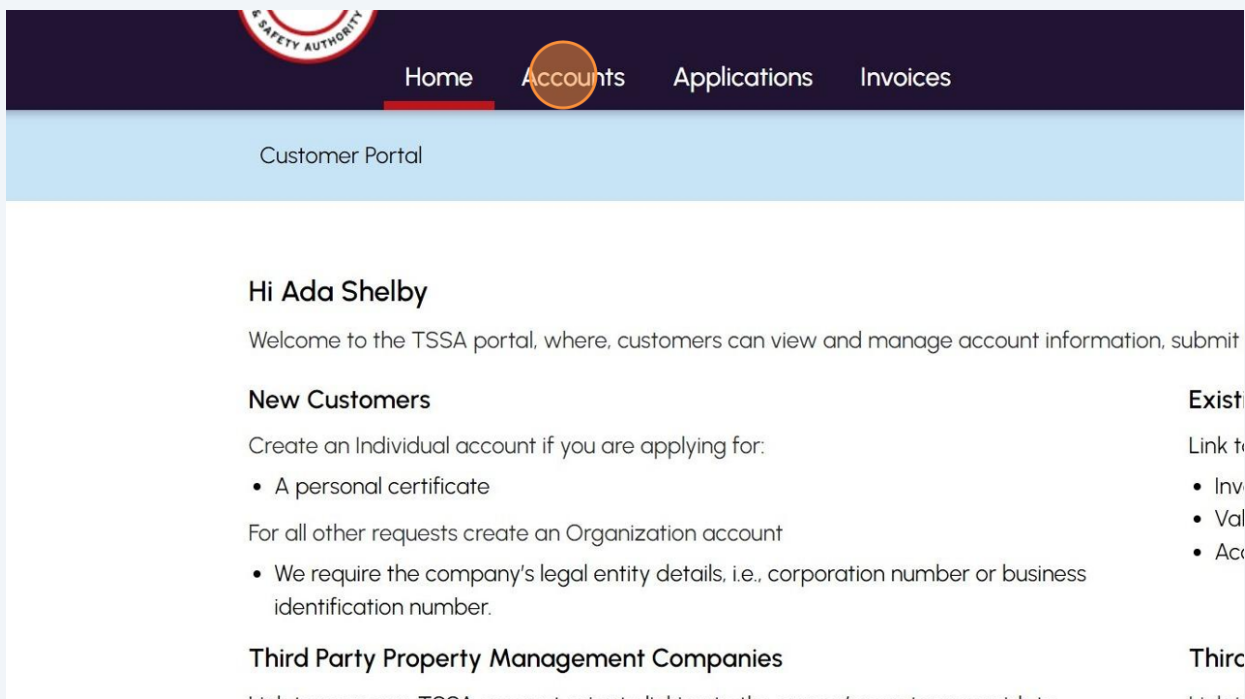 & SAFETY AUTHORITY
Home Accounts Applications Invoices
Customer Portal
Hi Ada Shelby
Welcome to the TSSA portal, where, customers can view and manage account information, submit
New Customers
Create an Individual account if you are applying for:
• A personal certificate
For all other requests create an Organization account
• We require the company's legal entity details, i.e., corporation number or business
identification number.
Third Party Property Management Companies
Link